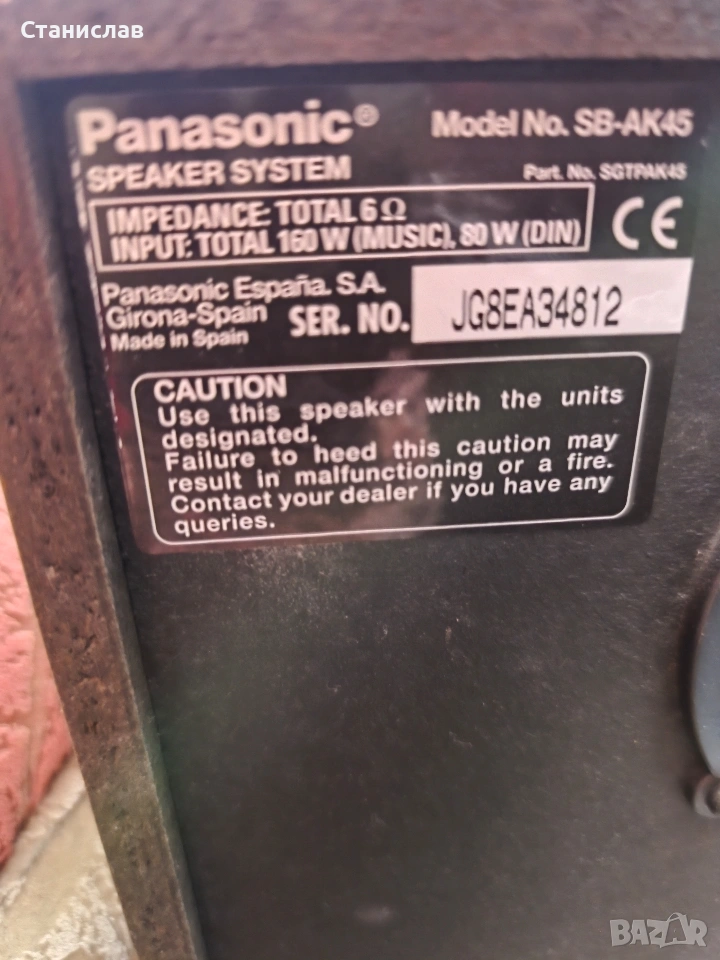 Станислав
Panasonic® Model No. SB-AK45
SPEAKER SYSTEM Part. No. SGTPAK45
IMPEDANCE: TOTAL 6 Ω
INPUT: TOTAL 160 W (MUSIC), 80 W (DIN)
CE
Panasonic España. S.A.
Girona-Spain
Made in Spain
SER. NO. JG8EA34812
CAUTION
Use this speaker with the units
designated.
Failure to heed this caution may
result in malfunctioning or a fire.
Contact your dealer if you have any
queries.
BAZAR